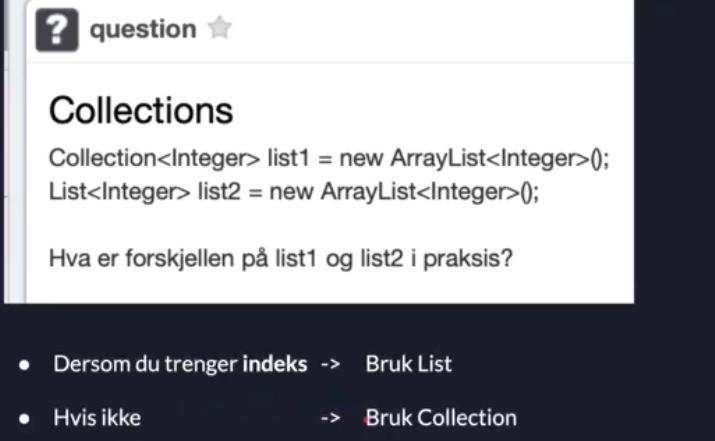 ? question
Collections
Collection<Integer> list1 = new ArrayList<Integer>();
List<Integer> list2 = new ArrayList<Integer>();
Hva er forskjellen på list1 og list2 i praksis?
• Dersom du trenger indeks -> Bruk List
• Hvis ikke -> Bruk Collection